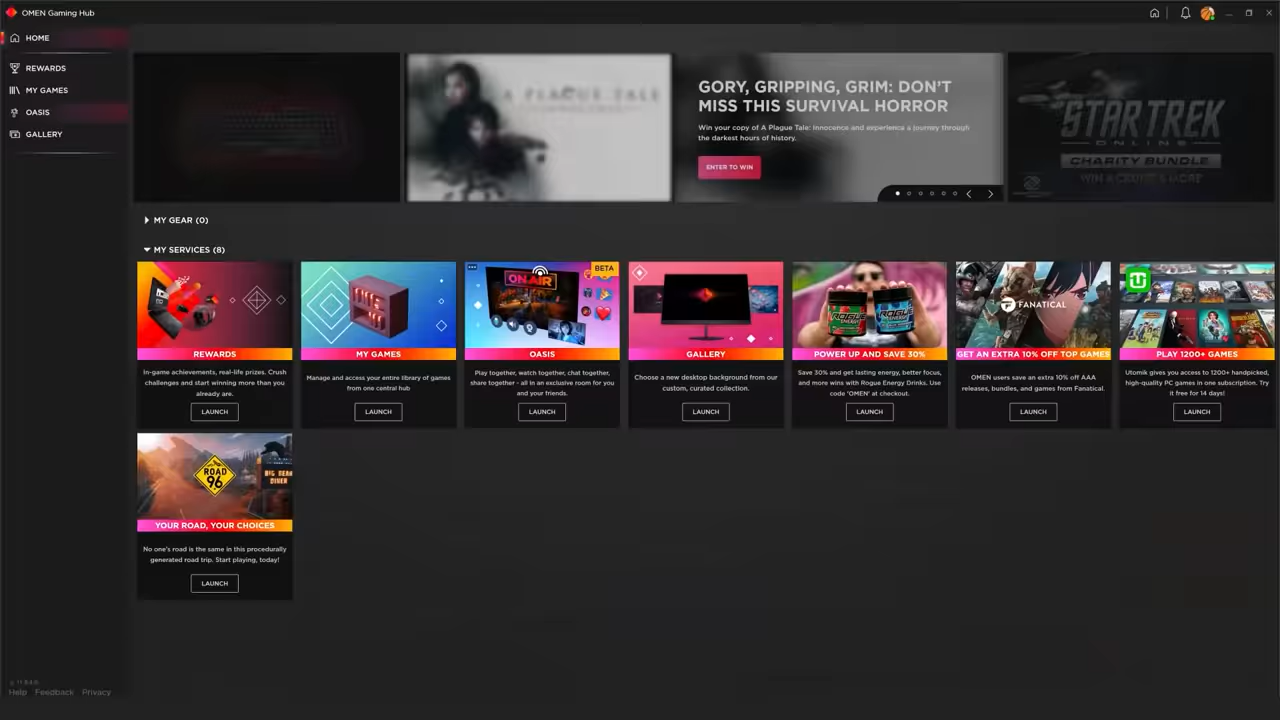 OMEN Gaming Hub
HOME
REWARDS
MY GAMES
OASIS
GALLERY
A PLAGUE TALE
GORY, GRIPPING, GRIM: DON'T
MISS THIS SURVIVAL HORROR
Win your copy of A Plague Tale: Innocence and experience a journey through
the darkest hours of history.
ENTER TO WIN
STAR TREK
ONLINE
CHARITY BUNDLE
WIN A CRUISE & MORE
MY GEAR (0)
MY SERVICES (8)
REWARDS
In-game achievements, real-life prizes. Crush
challenges and start winning more than you
already are.
LAUNCH
MY GAMES
Manage and access your entire library of games
from one central hub
LAUNCH
ON AIR
BETA
OASIS
Play together, watch together, chat together,
share together - all in an exclusive room for you
and your friends.
LAUNCH
GALLERY
Choose a new desktop background from our
custom, curated collection.
LAUNCH
ROGUE
ENERGY
ROGUE
ENERGY
POWER UP AND SAVE 30%
Save 30% and get lasting energy, better focus,
and more wins with Rogue Energy Drinks. Use
code 'OMEN' at checkout.
LAUNCH
FANATICAL
GET AN EXTRA 10% OFF TOP GAMES
OMEN users save an extra 10% off AAA
releases, bundles, and games from Fanatical.
LAUNCH
PLAY 1200+ GAMES
Utomik gives you access to 1200+ handpicked,
high-quality PC games in one subscription. Try
it free for 14 days!
LAUNCH
ROAD
96
YOUR ROAD, YOUR CHOICES
No one's road is the same in this procedurally
generated road trip. Start playing, today!
LAUNCH
Help Feedback Privacy